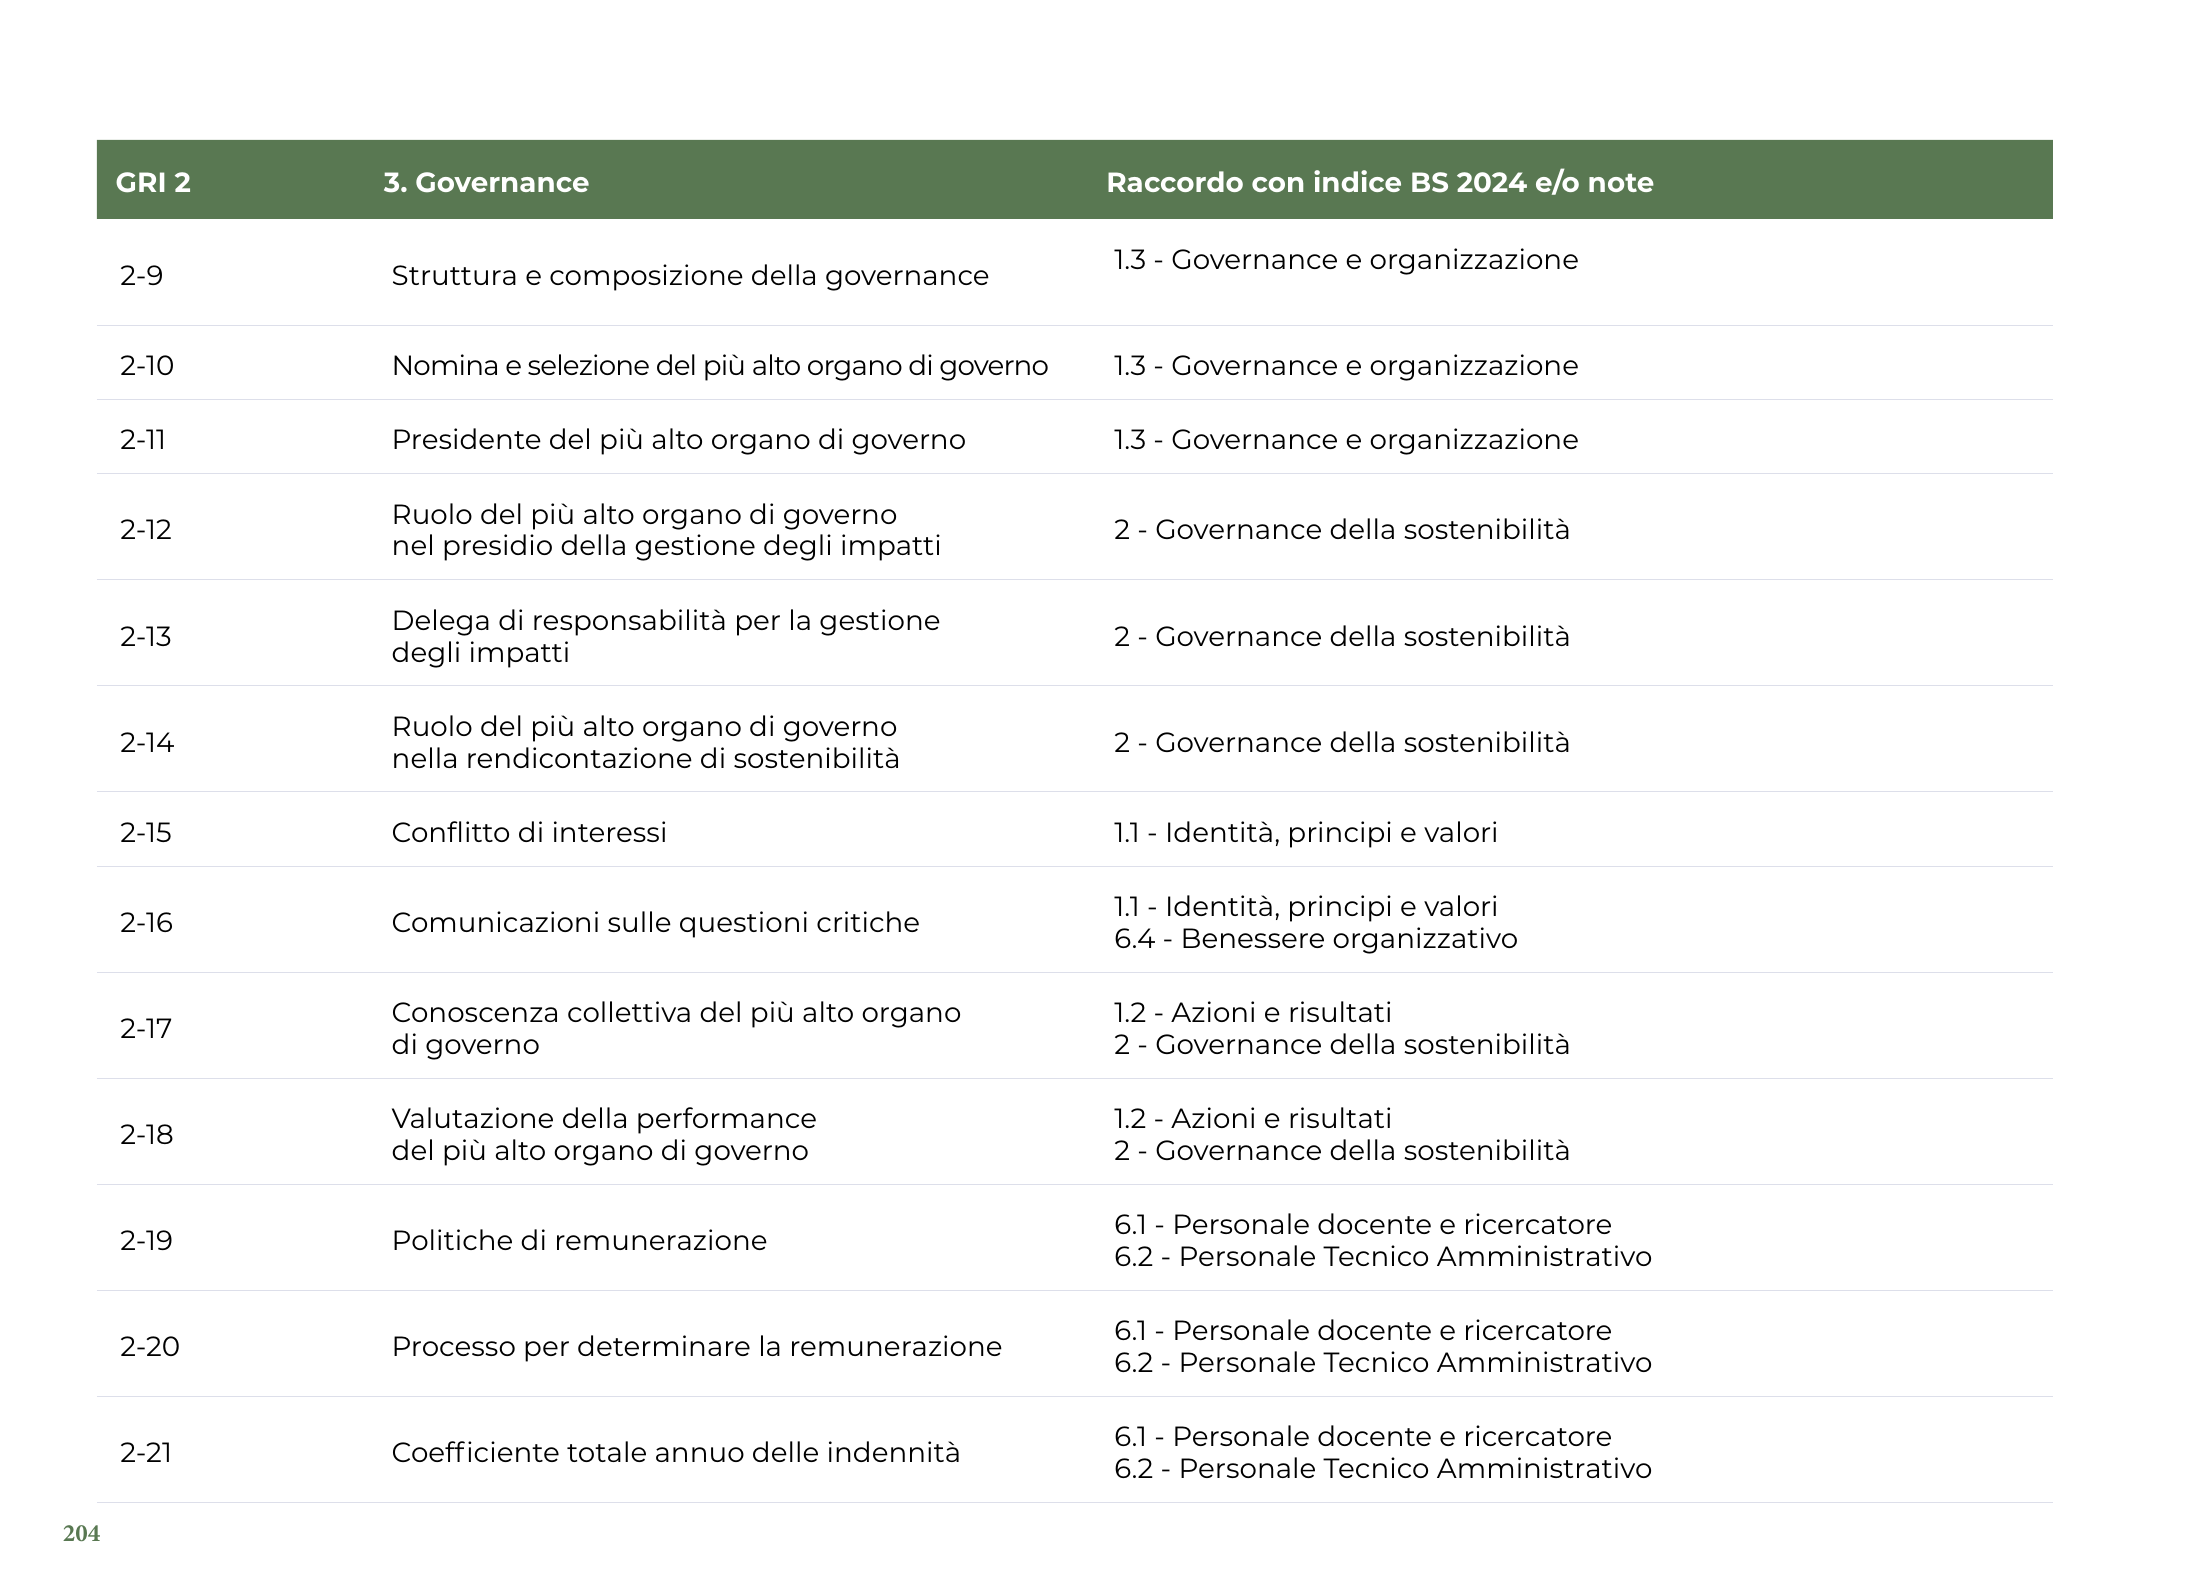 GRI 2 3. Governance Raccordo con indice BS 2024 e/o note
2-9 Struttura e composizione della governance 1.3 - Governance e organizzazione
2-10 Nomina e selezione del più alto organo di governo 1.3 - Governance e organizzazione
2-11 Presidente del più alto organo di governo 1.3 - Governance e organizzazione
2-12
Ruolo del più alto organo di governo
nel presidio della gestione degli impatti
2 - Governance della sostenibilità
2-13
Delega di responsabilità per la gestione
degli impatti
2 - Governance della sostenibilità
2-14
Ruolo del più alto organo di governo
nella rendicontazione di sostenibilità
2 - Governance della sostenibilità
2-15 Conflitto di interessi 1.1 - Identità, principi e valori
2-16 Comunicazioni sulle questioni critiche
1.1 - Identità, principi e valori
6.4 - Benessere organizzativo
2-17
Conoscenza collettiva del più alto organo
di governo
1.2 - Azioni e risultati
2 - Governance della sostenibilità
2-18
Valutazione della performance
del più alto organo di governo
1.2 - Azioni e risultati
2 - Governance della sostenibilità
2-19 Politiche di remunerazione
6.1 - Personale docente e ricercatore
6.2 - Personale Tecnico Amministrativo
2-20 Processo per determinare la remunerazione
6.1 - Personale docente e ricercatore
6.2 - Personale Tecnico Amministrativo
2-21 Coefficiente totale annuo delle indennità
6.1 - Personale docente e ricercatore
6.2 - Personale Tecnico Amministrativo
204